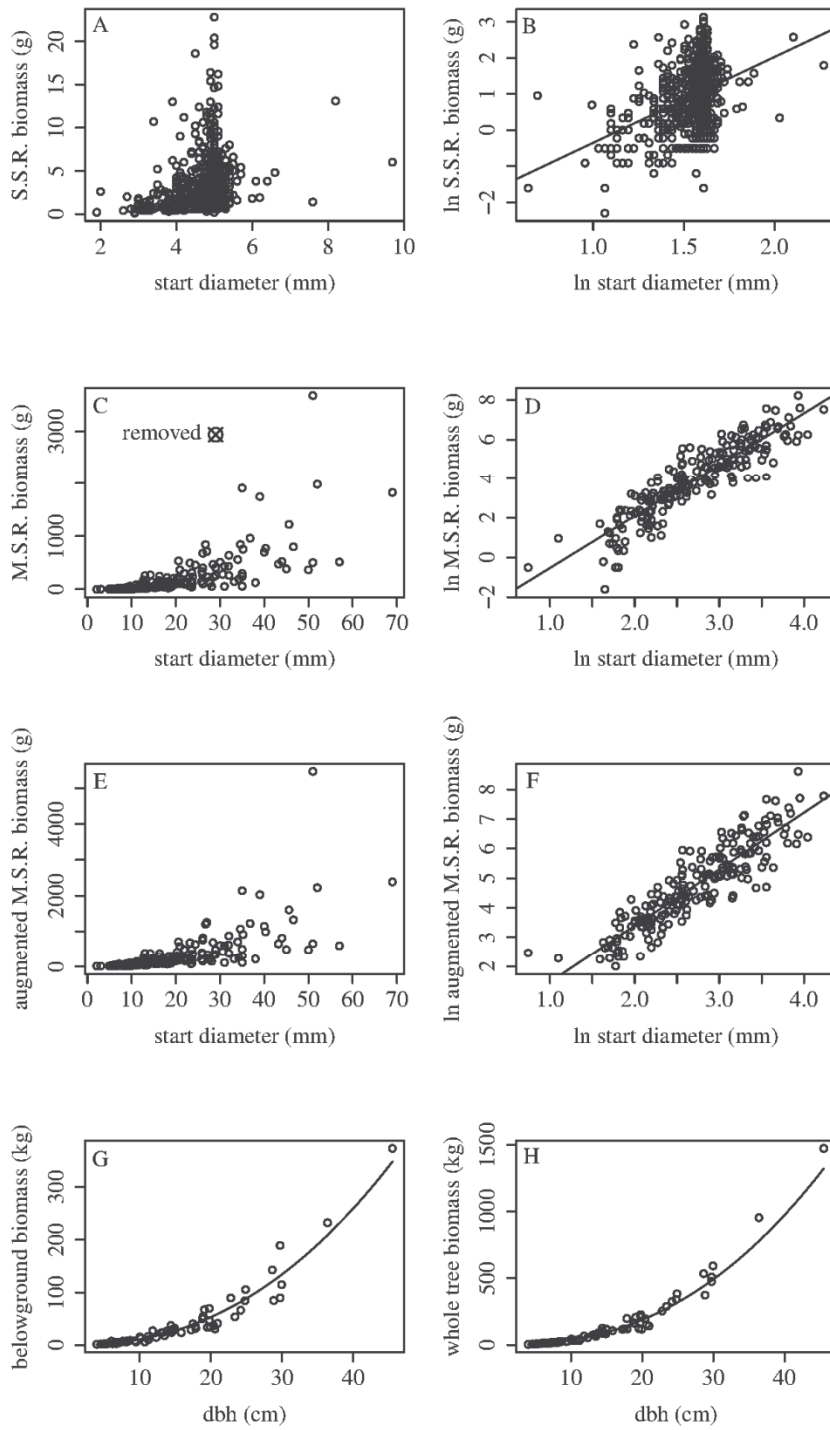 A
S.S.R. biomass (g)
0 5 10 15 20
2 4 6 8 10
start diameter (mm)
B
ln S.S.R. biomass (g)
−2 0 1 2 3
1.0 1.5 2.0
ln start diameter (mm)
C
removed
M.S.R. biomass (g)
0 1000 3000
0 10 20 30 40 50 60 70
start diameter (mm)
D
ln M.S.R. biomass (g)
−2 0 2 4 6 8
1.0 2.0 3.0 4.0
ln start diameter (mm)
E
augmented M.S.R. biomass (g)
0 2000 4000
0 10 20 30 40 50 60 70
start diameter (mm)
F
ln augmented M.S.R. biomass (g)
2 3 4 5 6 7 8
1.0 2.0 3.0 4.0
ln start diameter (mm)
G
belowground biomass (kg)
0 100 200 300
10 20 30 40
dbh (cm)
H
whole tree biomass (kg)
0 500 1000 1500
10 20 30 40
dbh (cm)